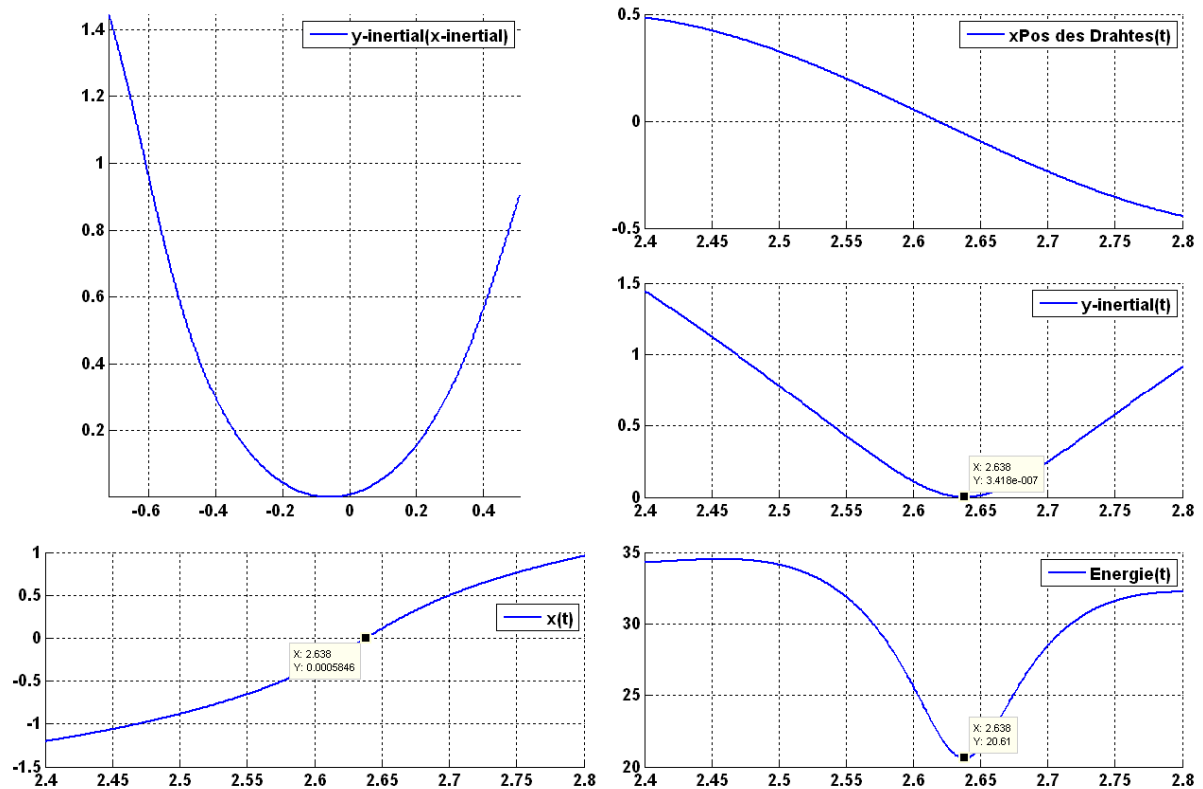 y-inertial(x-inertial)
1.4
1.2
1
0.8
0.6
0.4
0.2
-0.6 -0.4 -0.2 0 0.2 0.4
xPos des Drahtes(t)
0.5
0
-0.5
2.4 2.45 2.5 2.55 2.6 2.65 2.7 2.75 2.8
y-inertial(t)
1.5
1
0.5
0
X: 2.638
Y: 3.418e-007
2.4 2.45 2.5 2.55 2.6 2.65 2.7 2.75 2.8
x(t)
1
0.5
0
-0.5
-1
-1.5
X: 2.638
Y: 0.0005846
2.4 2.45 2.5 2.55 2.6 2.65 2.7 2.75 2.8
Energie(t)
35
30
25
20
X: 2.638
Y: 20.61
2.4 2.45 2.5 2.55 2.6 2.65 2.7 2.75 2.8